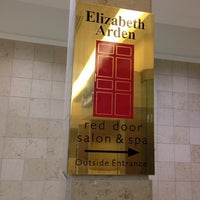 Elizabeth
Arden
red door
salon & spa
Outside Entrance